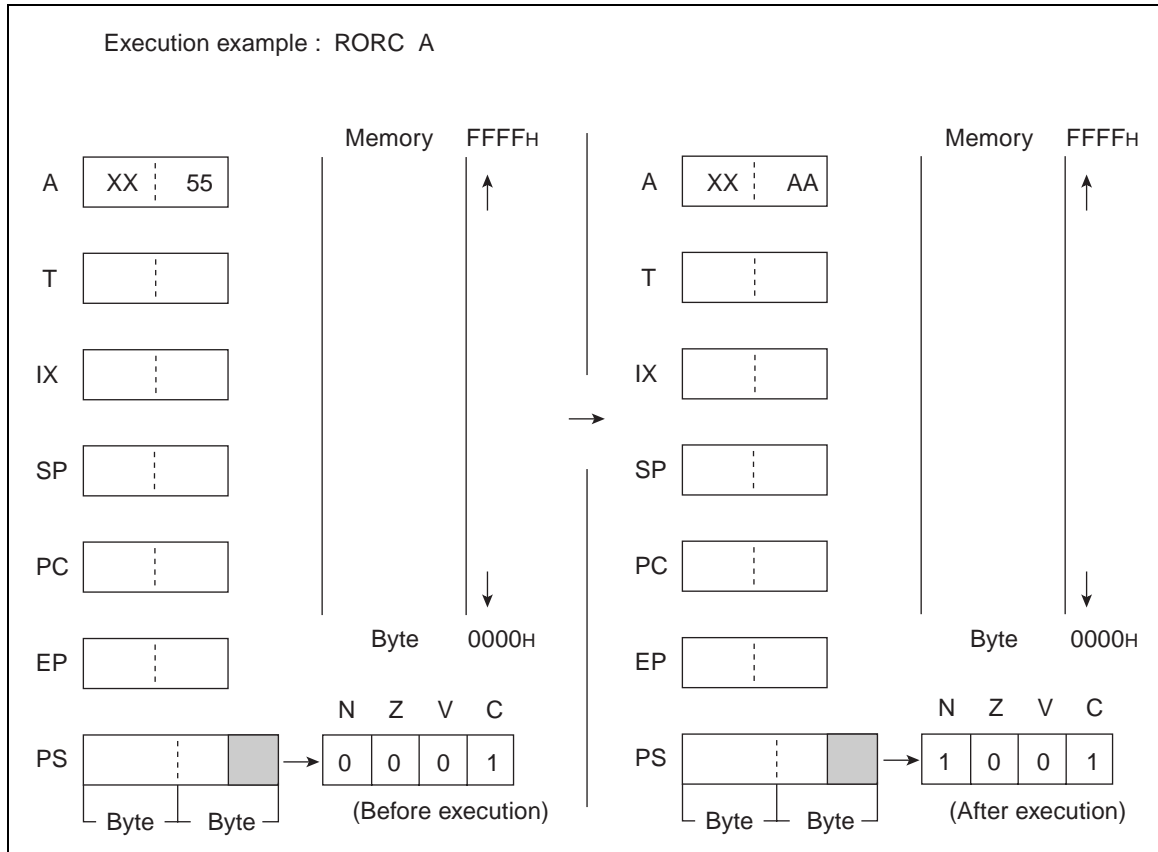 Execution example : RORC A
Memory FFFFH
A XX 55
T
IX
SP
PC
Byte 0000H
EP
N Z V C
PS 0 0 0 1
Byte Byte (Before execution)
Memory FFFFH
A XX AA
T
IX
SP
PC
Byte 0000H
EP
N Z V C
PS 1 0 0 1
Byte Byte (After execution)